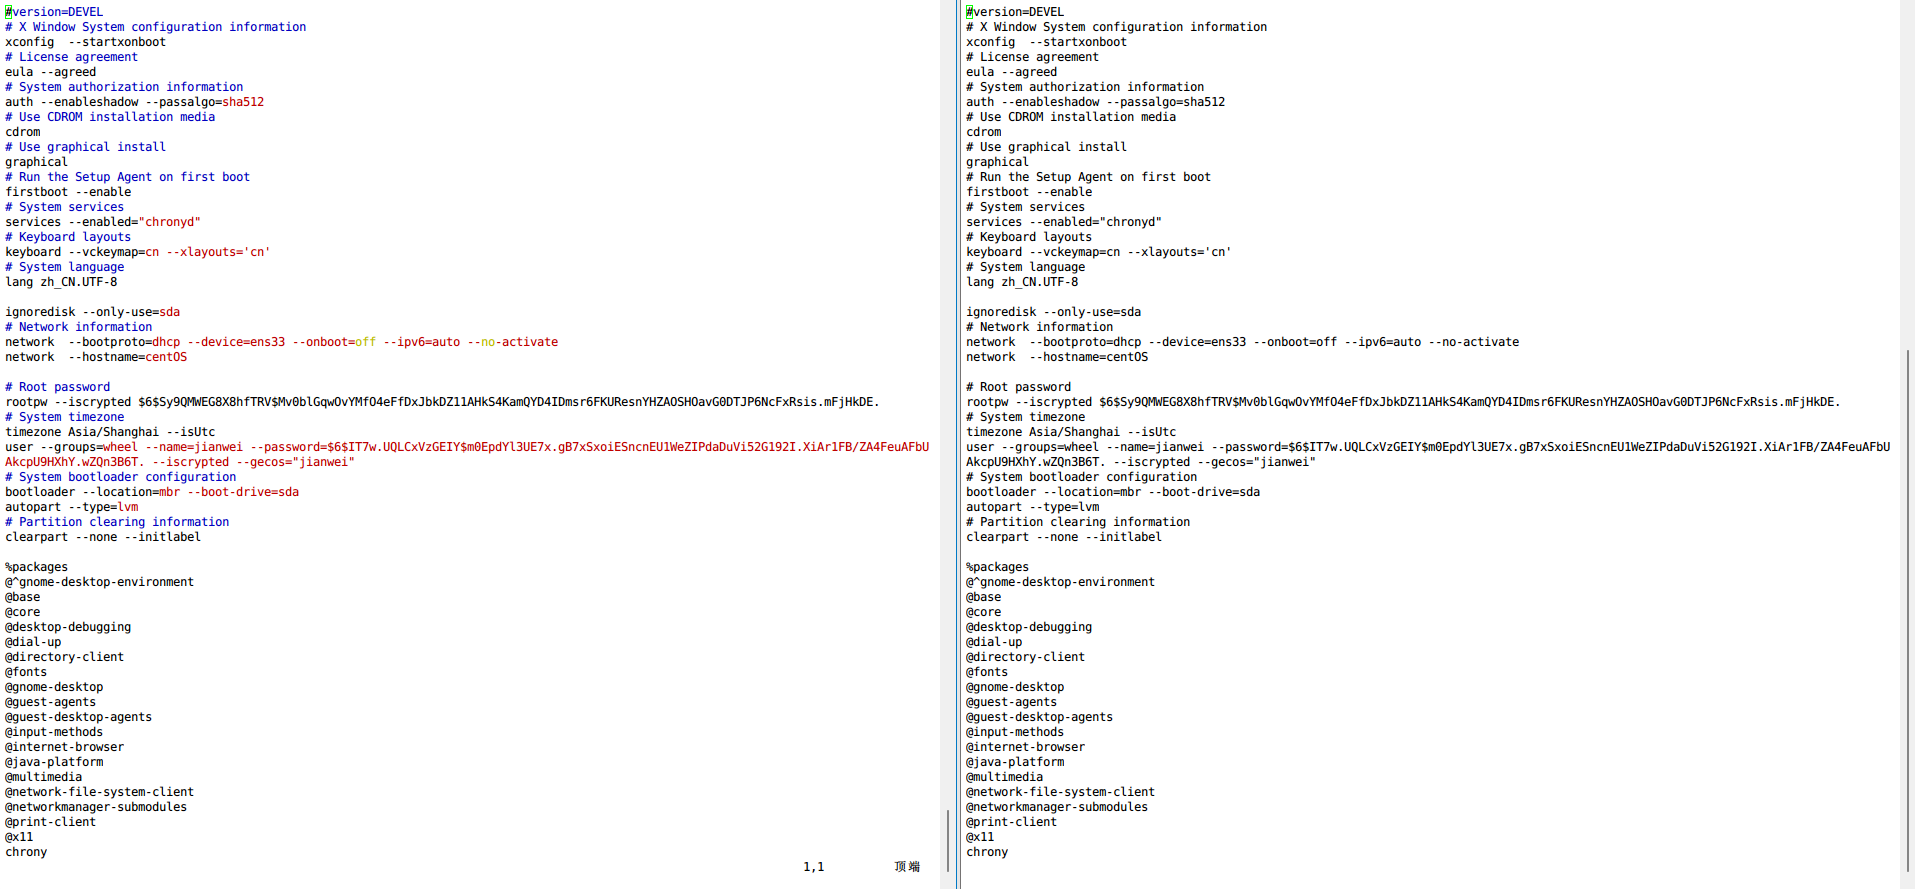 #version=DEVEL
# X Window System configuration information
xconfig  --startxonboot
# License agreement
eula --agreed
# System authorization information
auth --enableshadow --passalgo=sha512
# Use CDROM installation media
cdrom
# Use graphical install
graphical
# Run the Setup Agent on first boot
firstboot --enable
# System services
services --enabled="chronyd"
# Keyboard layouts
keyboard --vckeymap=cn --xlayouts='cn'
# System language
lang zh_CN.UTF-8

ignoredisk --only-use=sda
# Network information
network  --bootproto=dhcp --device=ens33 --onboot=off --ipv6=auto --no-activate
network  --hostname=centOS

# Root password
rootpw --iscrypted $6$Sy9QMWEG8X8hfTRV$Mv0blGqwOvYMfO4eFfDxJbkDZ11AHkS4KamQYD4IDmsr6FKUResnYHZAOSHOavG0DTJP6NcFxRsis.mFjHkDE.
# System timezone
timezone Asia/Shanghai --isUtc
user --groups=wheel --name=jianwei --password=$6$IT7w.UQLCxVzGEIY$m0EpdYl3UE7x.gB7xSxoiESncnEU1WeZIPdaDuVi52G192I.XiAr1FB/ZA4FeuAFbU
AkcpU9HXhY.wZQn3B6T. --iscrypted --gecos="jianwei"
# System bootloader configuration
bootloader --location=mbr --boot-drive=sda
autopart --type=lvm
# Partition clearing information
clearpart --none --initlabel

%packages
@^gnome-desktop-environment
@base
@core
@desktop-debugging
@dial-up
@directory-client
@fonts
@gnome-desktop
@guest-agents
@guest-desktop-agents
@input-methods
@internet-browser
@java-platform
@multimedia
@network-file-system-client
@networkmanager-submodules
@print-client
@x11
chrony
1,1 顶端
#version=DEVEL
# X Window System configuration information
xconfig  --startxonboot
# License agreement
eula --agreed
# System authorization information
auth --enableshadow --passalgo=sha512
# Use CDROM installation media
cdrom
# Use graphical install
graphical
# Run the Setup Agent on first boot
firstboot --enable
# System services
services --enabled="chronyd"
# Keyboard layouts
keyboard --vckeymap=cn --xlayouts='cn'
# System language
lang zh_CN.UTF-8

ignoredisk --only-use=sda
# Network information
network  --bootproto=dhcp --device=ens33 --onboot=off --ipv6=auto --no-activate
network  --hostname=centOS

# Root password
rootpw --iscrypted $6$Sy9QMWEG8X8hfTRV$Mv0blGqwOvYMfO4eFfDxJbkDZ11AHkS4KamQYD4IDmsr6FKUResnYHZAOSHOavG0DTJP6NcFxRsis.mFjHkDE.
# System timezone
timezone Asia/Shanghai --isUtc
user --groups=wheel --name=jianwei --password=$6$IT7w.UQLCxVzGEIY$m0EpdYl3UE7x.gB7xSxoiESncnEU1WeZIPdaDuVi52G192I.XiAr1FB/ZA4FeuAFbU
AkcpU9HXhY.wZQn3B6T. --iscrypted --gecos="jianwei"
# System bootloader configuration
bootloader --location=mbr --boot-drive=sda
autopart --type=lvm
# Partition clearing information
clearpart --none --initlabel

%packages
@^gnome-desktop-environment
@base
@core
@desktop-debugging
@dial-up
@directory-client
@fonts
@gnome-desktop
@guest-agents
@guest-desktop-agents
@input-methods
@internet-browser
@java-platform
@multimedia
@network-file-system-client
@networkmanager-submodules
@print-client
@x11
chrony